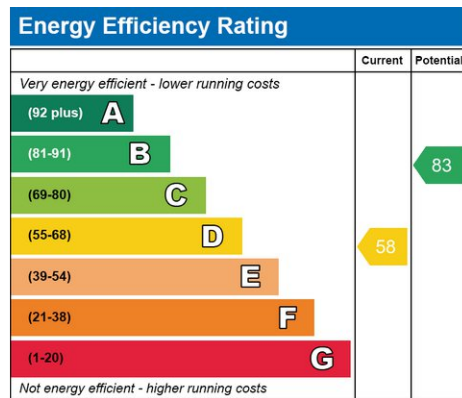 Energy Efficiency Rating
Current Potential
Very energy efficient - lower running costs
(92 plus) A
(81-91) B
83
(69-80) C
(55-68) D
58
(39-54) E
(21-38) F
(1-20) G
Not energy efficient - higher running costs